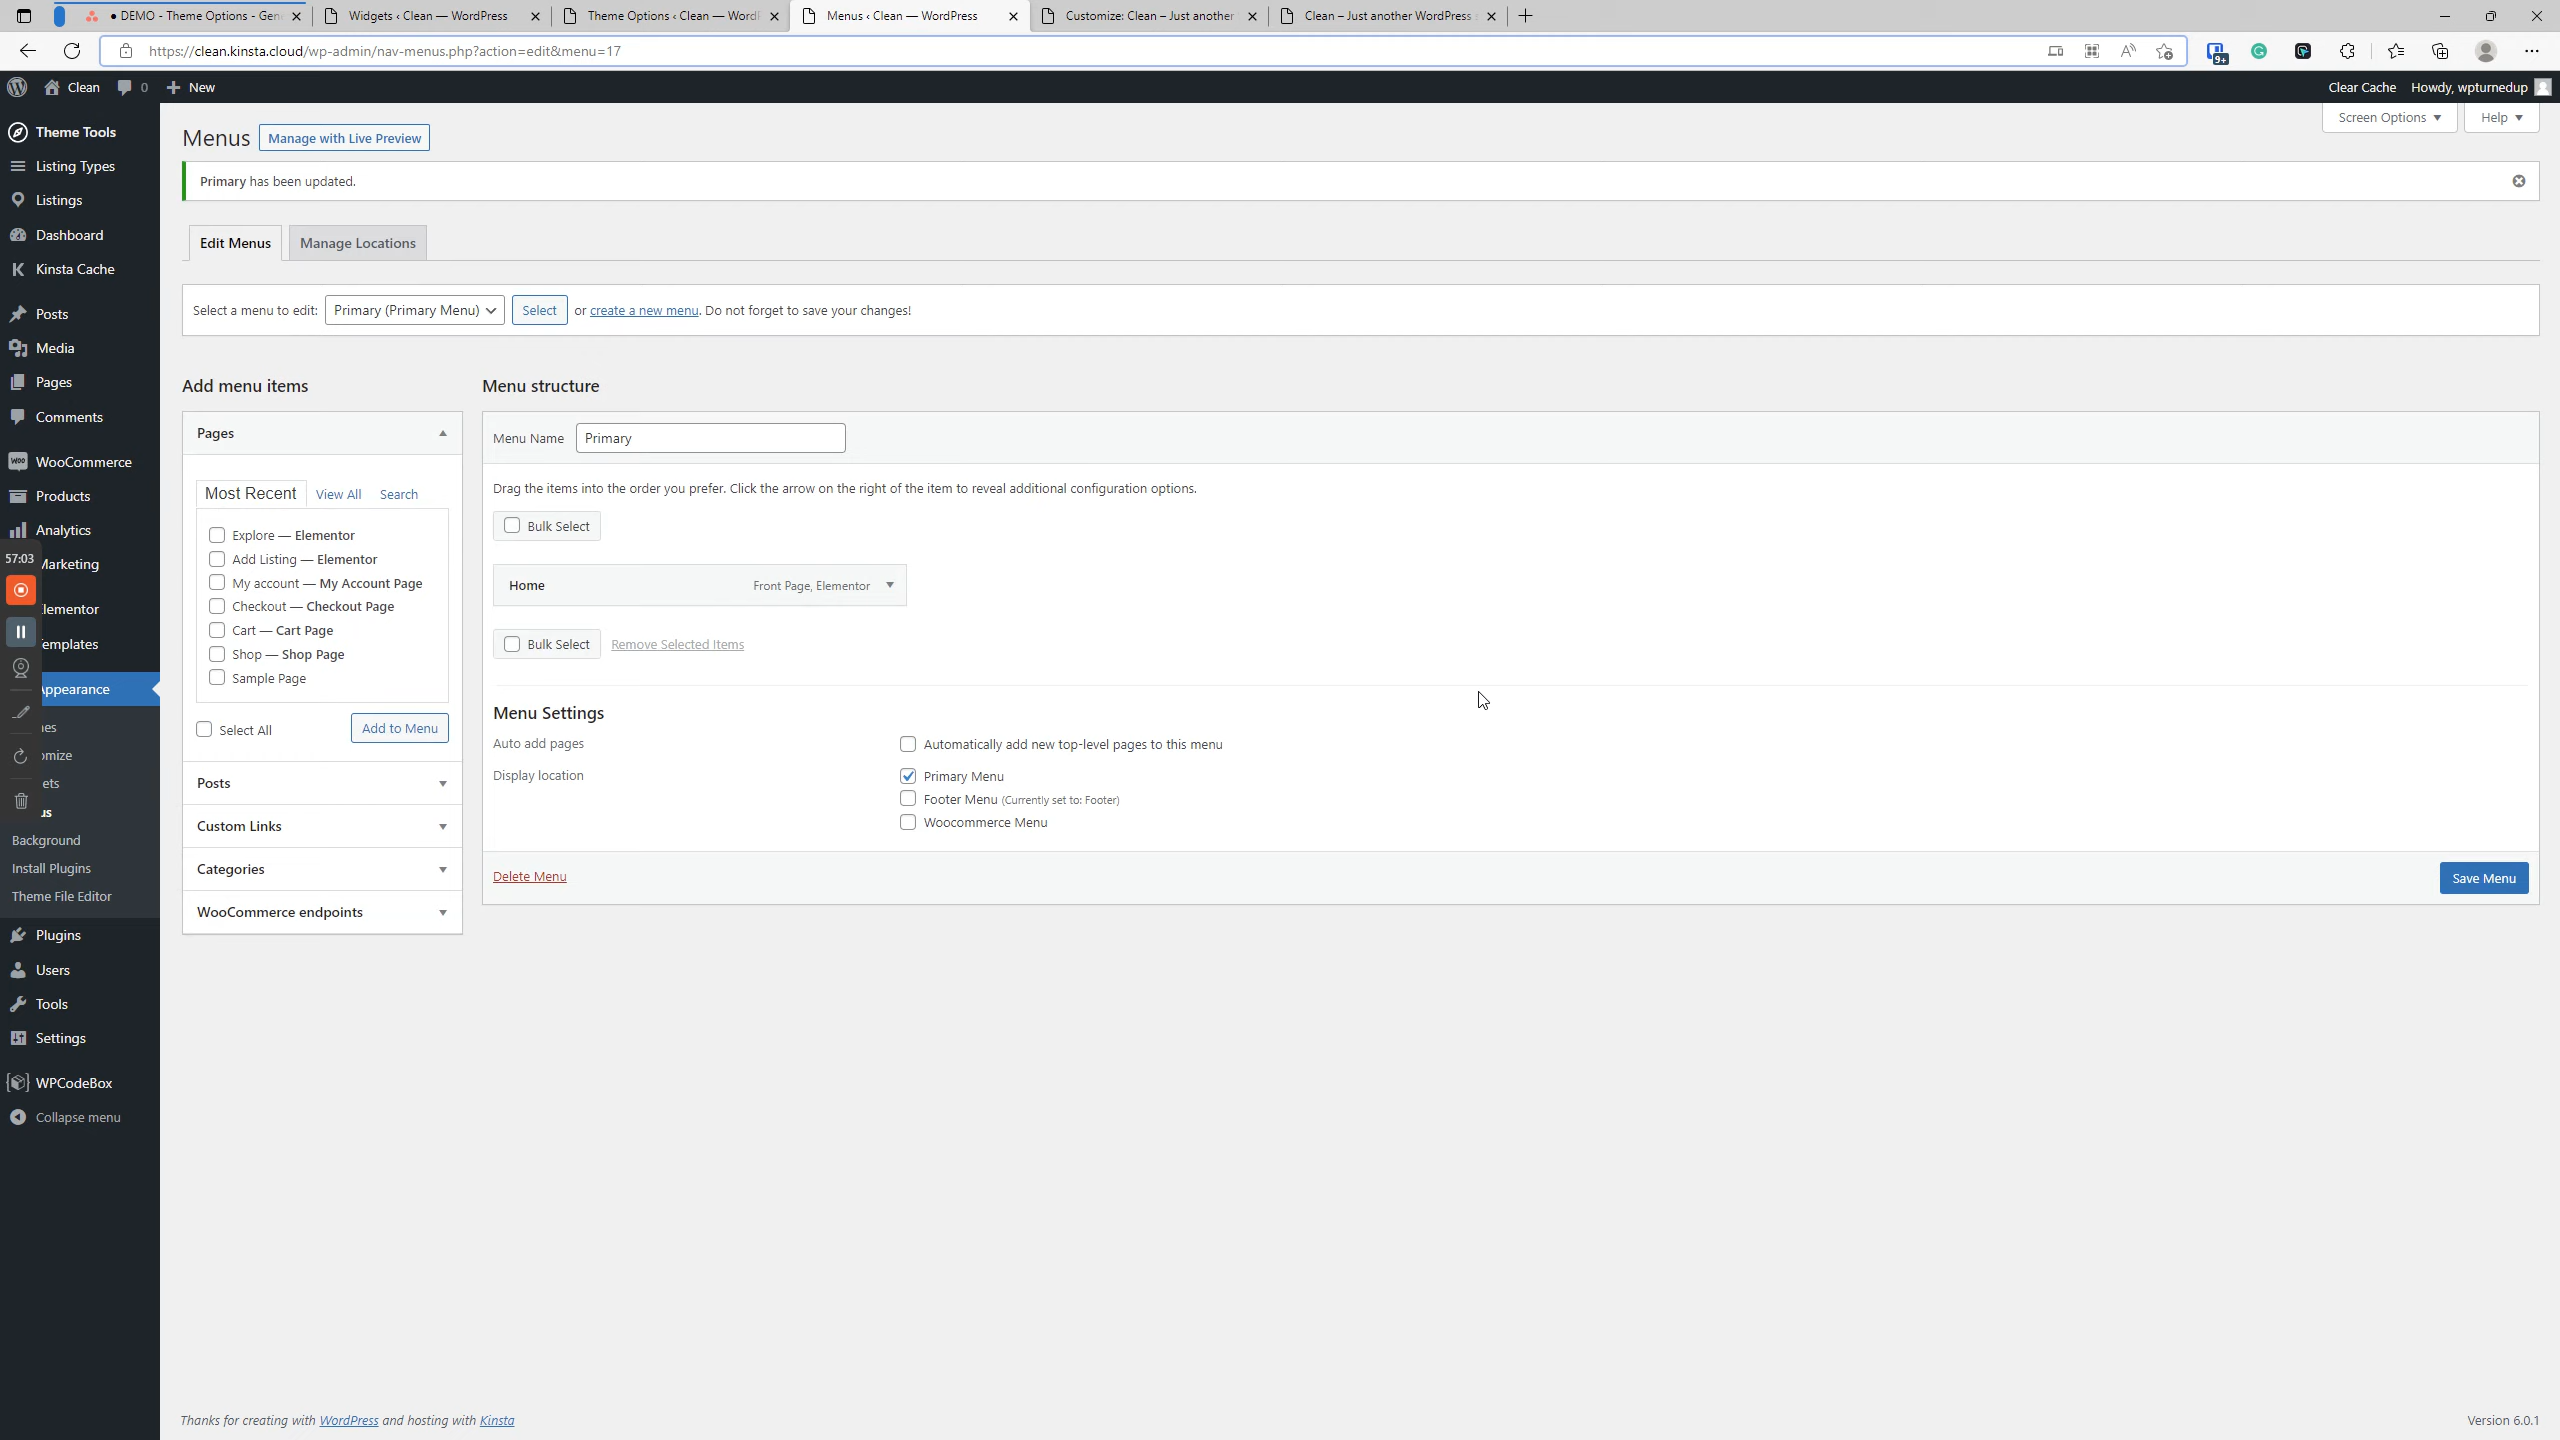 ● DEMO - Theme Options - Gen
Widgets ‹ Clean — WordPress
Theme Options ‹ Clean — WordP
Menus ‹ Clean — WordPress
Customize: Clean – Just another
Clean – Just another WordPress
https://clean.kinsta.cloud/wp-admin/nav-menus.php?action=edit&menu=17
9+
Clean
0
New
Clear Cache
Howdy, wpturnedup
Theme Tools
Listing Types
Listings
Dashboard
Kinsta Cache
Posts
Media
Pages
Comments
WooCommerce
Products
Analytics
57:03
Marketing
Elementor
Templates
Appearance
mes
omize
ets
us
Background
Install Plugins
Theme File Editor
Plugins
Users
Tools
Settings
WPCodeBox
Collapse menu
Screen Options
Help
Menus
Manage with Live Preview
Primary has been updated.
Edit Menus
Manage Locations
Select a menu to edit: Primary (Primary Menu) Select or create a new menu. Do not forget to save your changes!
Add menu items
Pages
Most Recent
View All
Search
Explore — Elementor
Add Listing — Elementor
My account — My Account Page
Checkout — Checkout Page
Cart — Cart Page
Shop — Shop Page
Sample Page
Select All
Add to Menu
Posts
Custom Links
Categories
WooCommerce endpoints
Menu structure
Menu Name Primary
Drag the items into the order you prefer. Click the arrow on the right of the item to reveal additional configuration options.
Bulk Select
Home
Front Page, Elementor
Bulk Select
Remove Selected Items
Menu Settings
Auto add pages
Automatically add new top-level pages to this menu
Display location
Primary Menu
Footer Menu (Currently set to: Footer)
Woocommerce Menu
Delete Menu
Save Menu
Thanks for creating with WordPress and hosting with Kinsta
Version 6.0.1